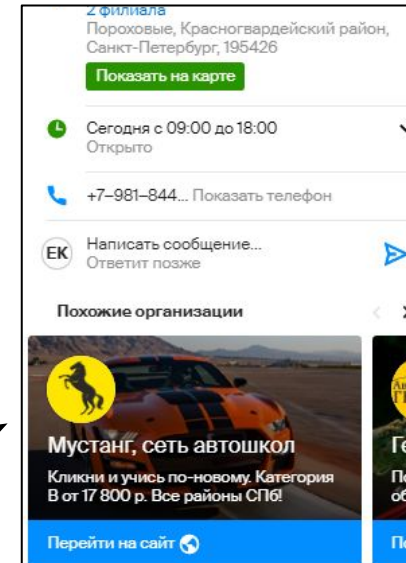 2 филиала
Пороховые, Красногвардейский район,
Санкт-Петербург, 195426
Показать на карте
Сегодня с 09:00 до 18:00
Открыто
+7–981–844... Показать телефон
ЕК
Написать сообщение...
Ответит позже
Похожие организации
Мустанг, сеть автошкол
Кликни и учись по-новому. Категория
В от 17 800 р. Все районы СПб!
Перейти на сайт